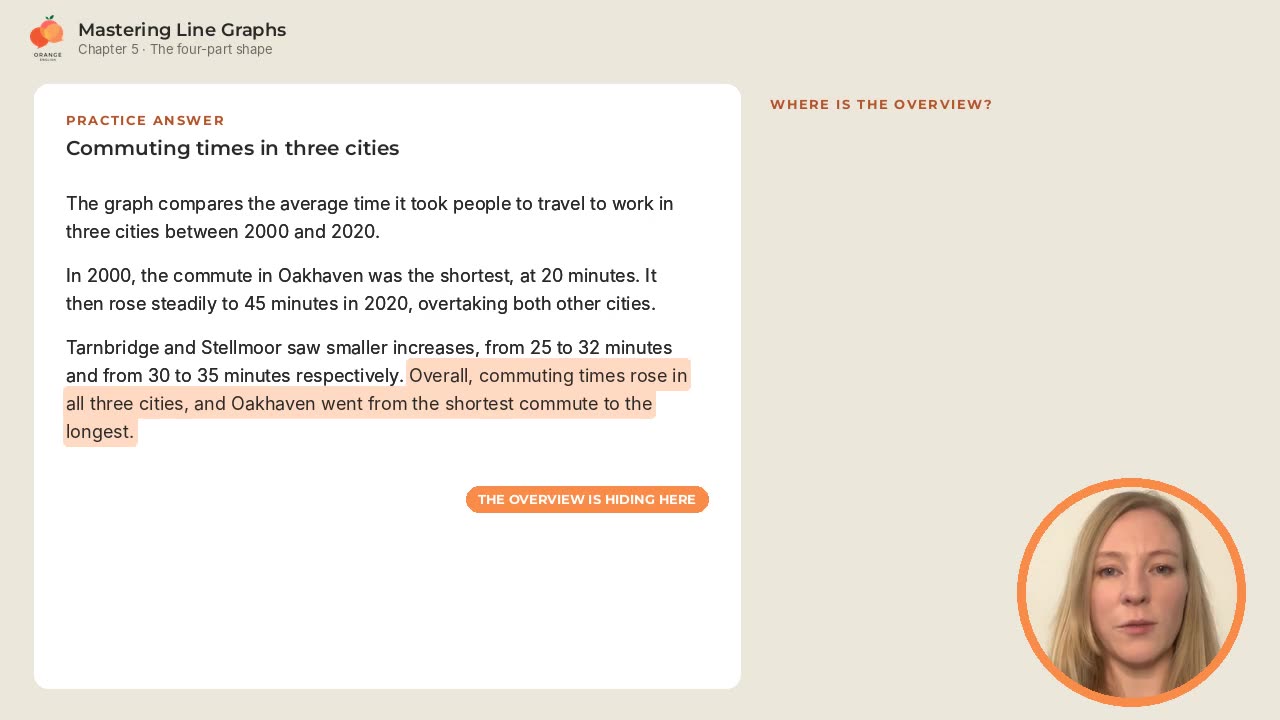 ORANGE
ENGLISH
Mastering Line Graphs
Chapter 5 · The four-part shape
PRACTICE ANSWER
Commuting times in three cities
The graph compares the average time it took people to travel to work in
three cities between 2000 and 2020.
In 2000, the commute in Oakhaven was the shortest, at 20 minutes. It
then rose steadily to 45 minutes in 2020, overtaking both other cities.
Tarnbridge and Stellmoor saw smaller increases, from 25 to 32 minutes
and from 30 to 35 minutes respectively. Overall, commuting times rose in
all three cities, and Oakhaven went from the shortest commute to the
longest.
THE OVERVIEW IS HIDING HERE
WHERE IS THE OVERVIEW?